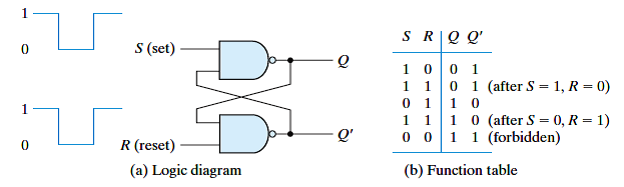 1
0
S (set)
Q
1
0
R (reset)
Q'
(a) Logic diagram
S R Q Q'
1 0 0 1
1 1 0 1 (after S = 1, R = 0)
0 1 1 0
1 1 1 0 (after S = 0, R = 1)
0 0 1 1 (forbidden)
(b) Function table